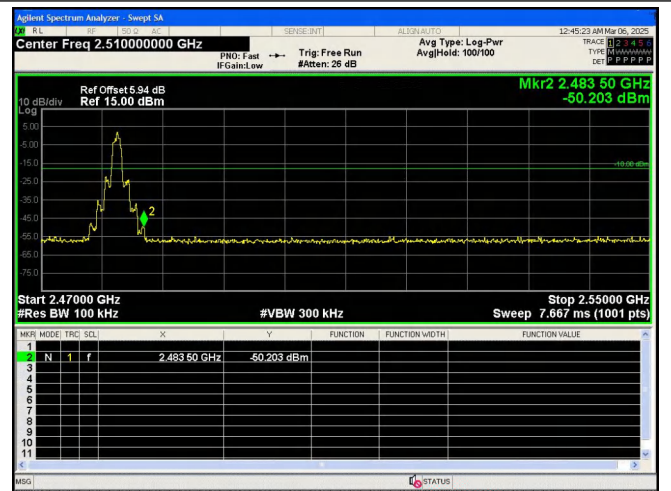 Agilent Spectrum Analyzer - Swept SA
RL RF 50 Ω AC SENSE:INT ALIGN AUTO 12:45:23 AM Mar 06, 2025
Center Freq 2.510000000 GHz
PNO: Fast
IFGain:Low
Trig: Free Run
#Atten: 26 dB
Avg Type: Log-Pwr
Avg|Hold: 100/100
TRACE 1 2 3 4 5 6
TYPE M
DET P P P P P P
Mkr2 2.483 50 GHz
-50.203 dBm
Ref Offset 5.94 dB
10 dB/div Ref 15.00 dBm
Log
5.00
-5.00
-15.0
-25.0
-35.0
-45.0
-55.0
-65.0
-75.0
2
Start 2.47000 GHz Stop 2.55000 GHz
#Res BW 100 kHz #VBW 300 kHz Sweep 7.667 ms (1001 pts)
MKR MODE TRC SCL X Y FUNCTION FUNCTION WIDTH FUNCTION VALUE
1
2 N 1 f 2.483 50 GHz -50.203 dBm
3
4
5
6
7
8
9
10
11
MSG STATUS